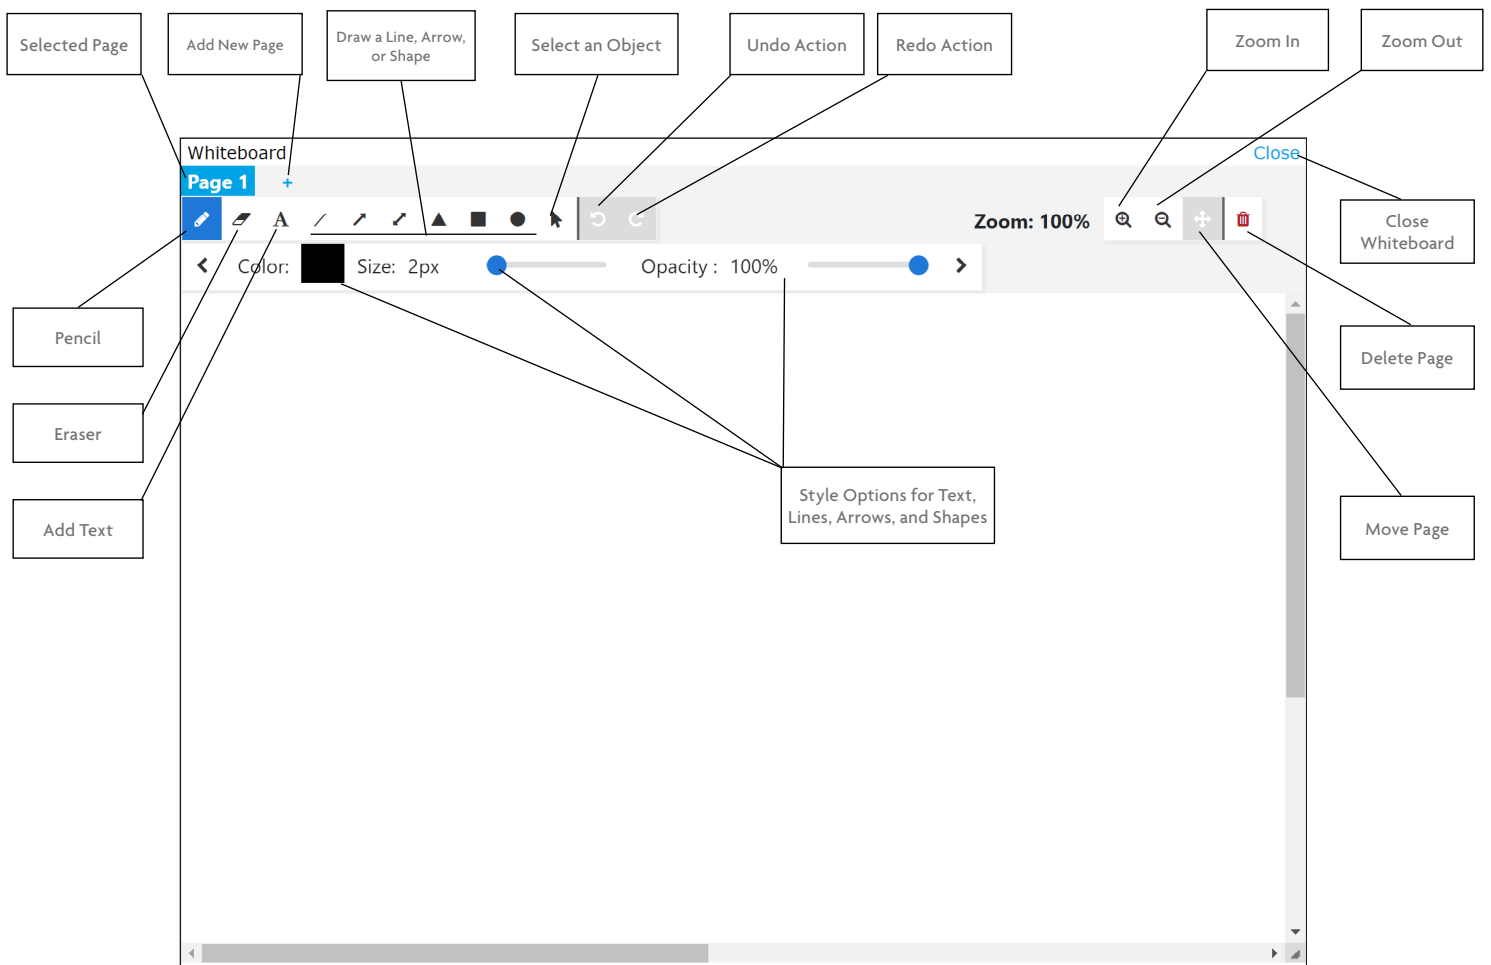 Selected Page
Add New Page
Draw a Line, Arrow,
or Shape
Select an Object
Undo Action
Redo Action
Zoom In
Zoom Out
Whiteboard
Close
Page 1
+
A
Zoom: 100%
Close
Whiteboard
Color:
Size: 2px
Opacity : 100%
Pencil
Delete Page
Eraser
Style Options for Text,
Lines, Arrows, and Shapes
Add Text
Move Page